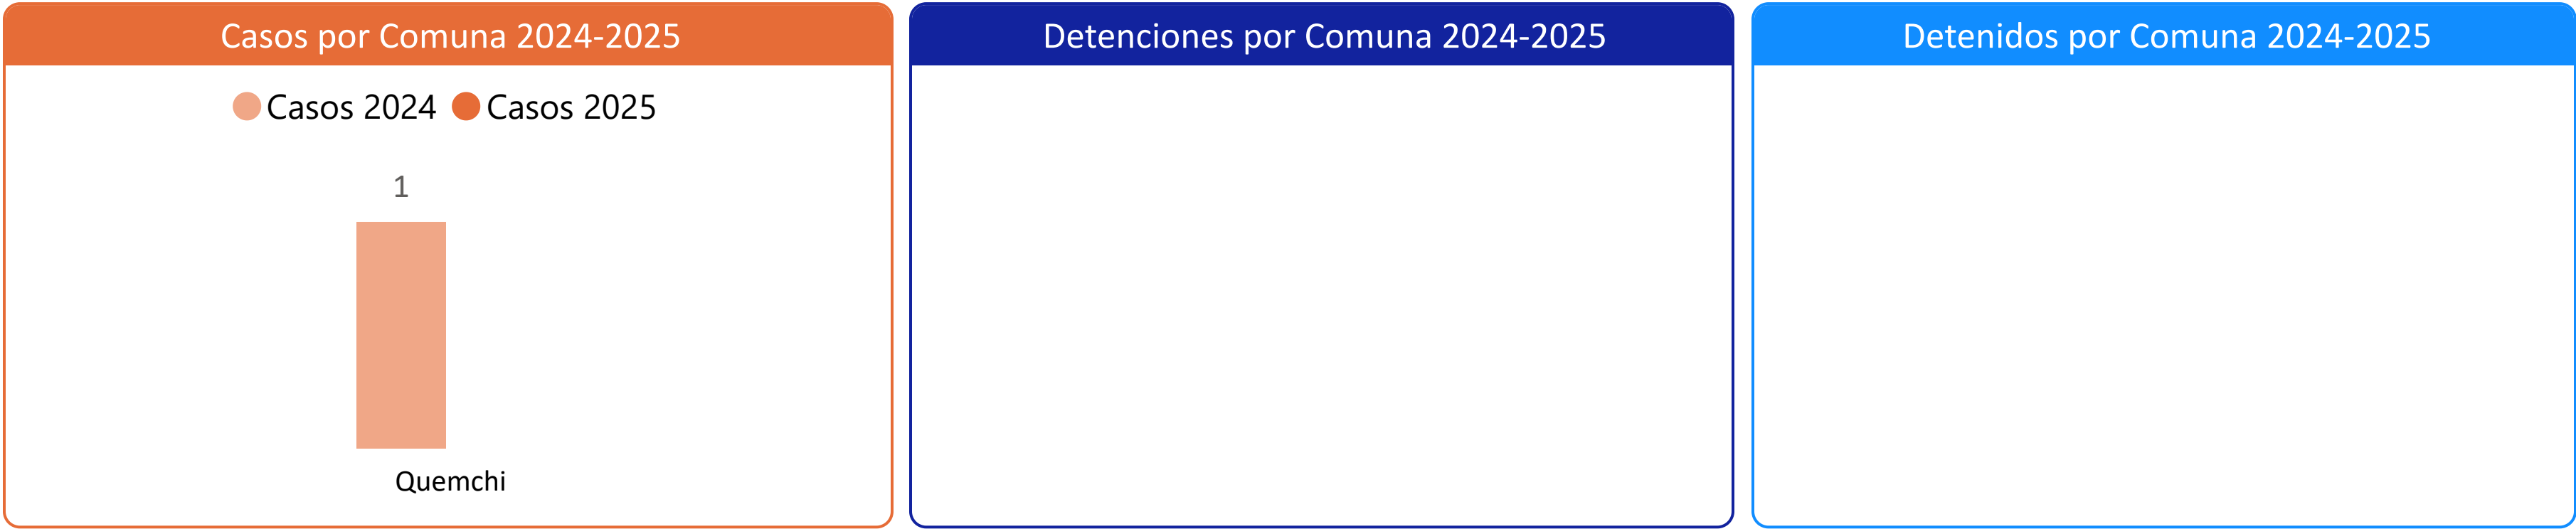 Casos por Comuna 2024-2025
Casos 2024 Casos 2025
1
Quemchi
Detenciones por Comuna 2024-2025
Detenidos por Comuna 2024-2025